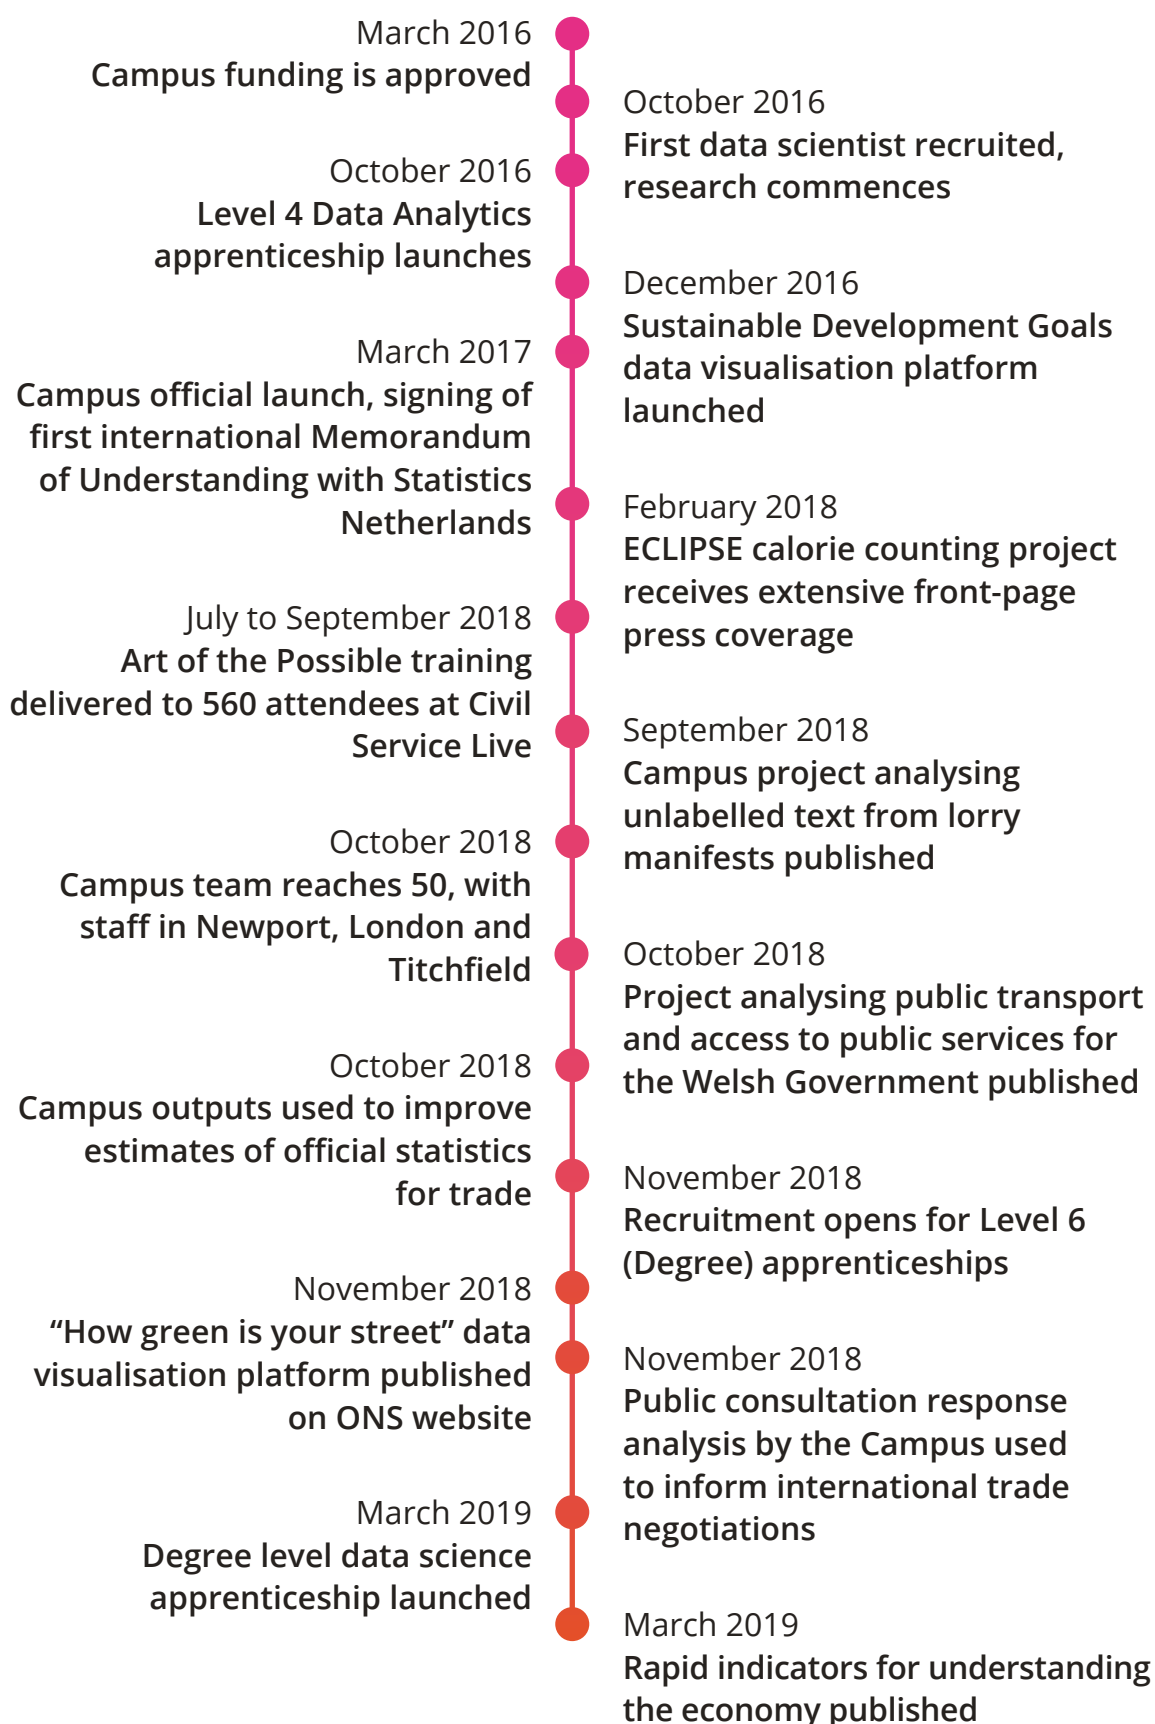 March 2016
Campus funding is approved
October 2016
First data scientist recruited,
research commences
October 2016
Level 4 Data Analytics
apprenticeship launches
December 2016
Sustainable Development Goals
data visualisation platform
launched
March 2017
Campus official launch, signing of
first international Memorandum
of Understanding with Statistics
Netherlands
February 2018
ECLIPSE calorie counting project
receives extensive front-page
press coverage
July to September 2018
Art of the Possible training
delivered to 560 attendees at Civil
Service Live
September 2018
Campus project analysing
unlabelled text from lorry
manifests published
October 2018
Campus team reaches 50, with
staff in Newport, London and
Titchfield
October 2018
Project analysing public transport
and access to public services for
the Welsh Government published
October 2018
Campus outputs used to improve
estimates of official statistics
for trade
November 2018
Recruitment opens for Level 6
(Degree) apprenticeships
November 2018
“How green is your street” data
visualisation platform published
on ONS website
November 2018
Public consultation response
analysis by the Campus used
to inform international trade
negotiations
March 2019
Degree level data science
apprenticeship launched
March 2019
Rapid indicators for understanding
the economy published